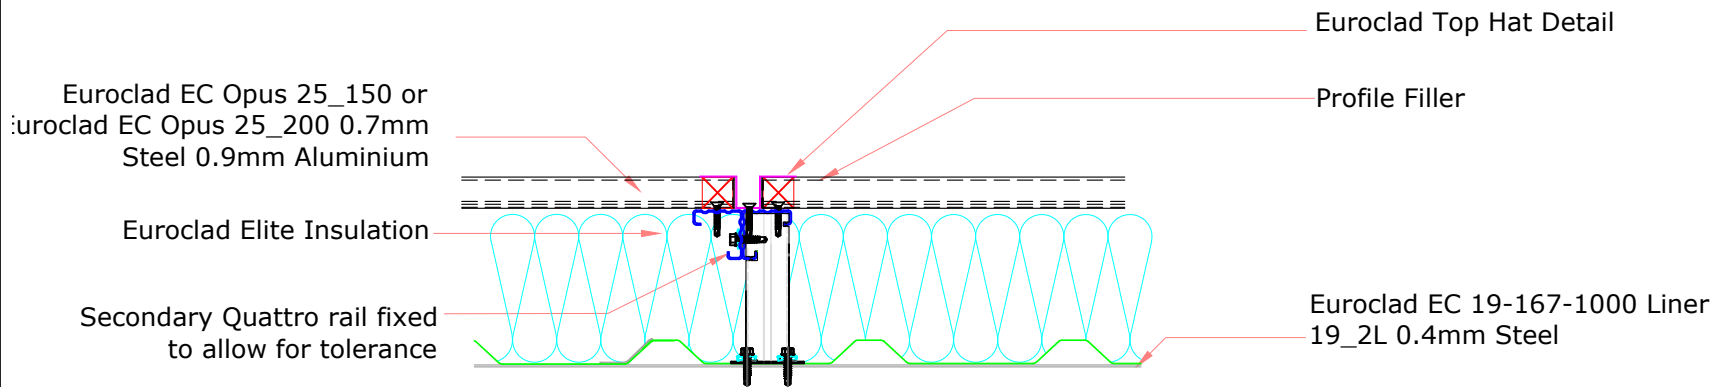 Euroclad Top Hat Detail
Euroclad EC Opus 25_150 or
Euroclad EC Opus 25_200 0.7mm
Steel 0.9mm Aluminium
Profile Filler
Euroclad Elite Insulation
Secondary Quattro rail fixed
to allow for tolerance
Euroclad EC 19-167-1000 Liner
19_2L 0.4mm Steel